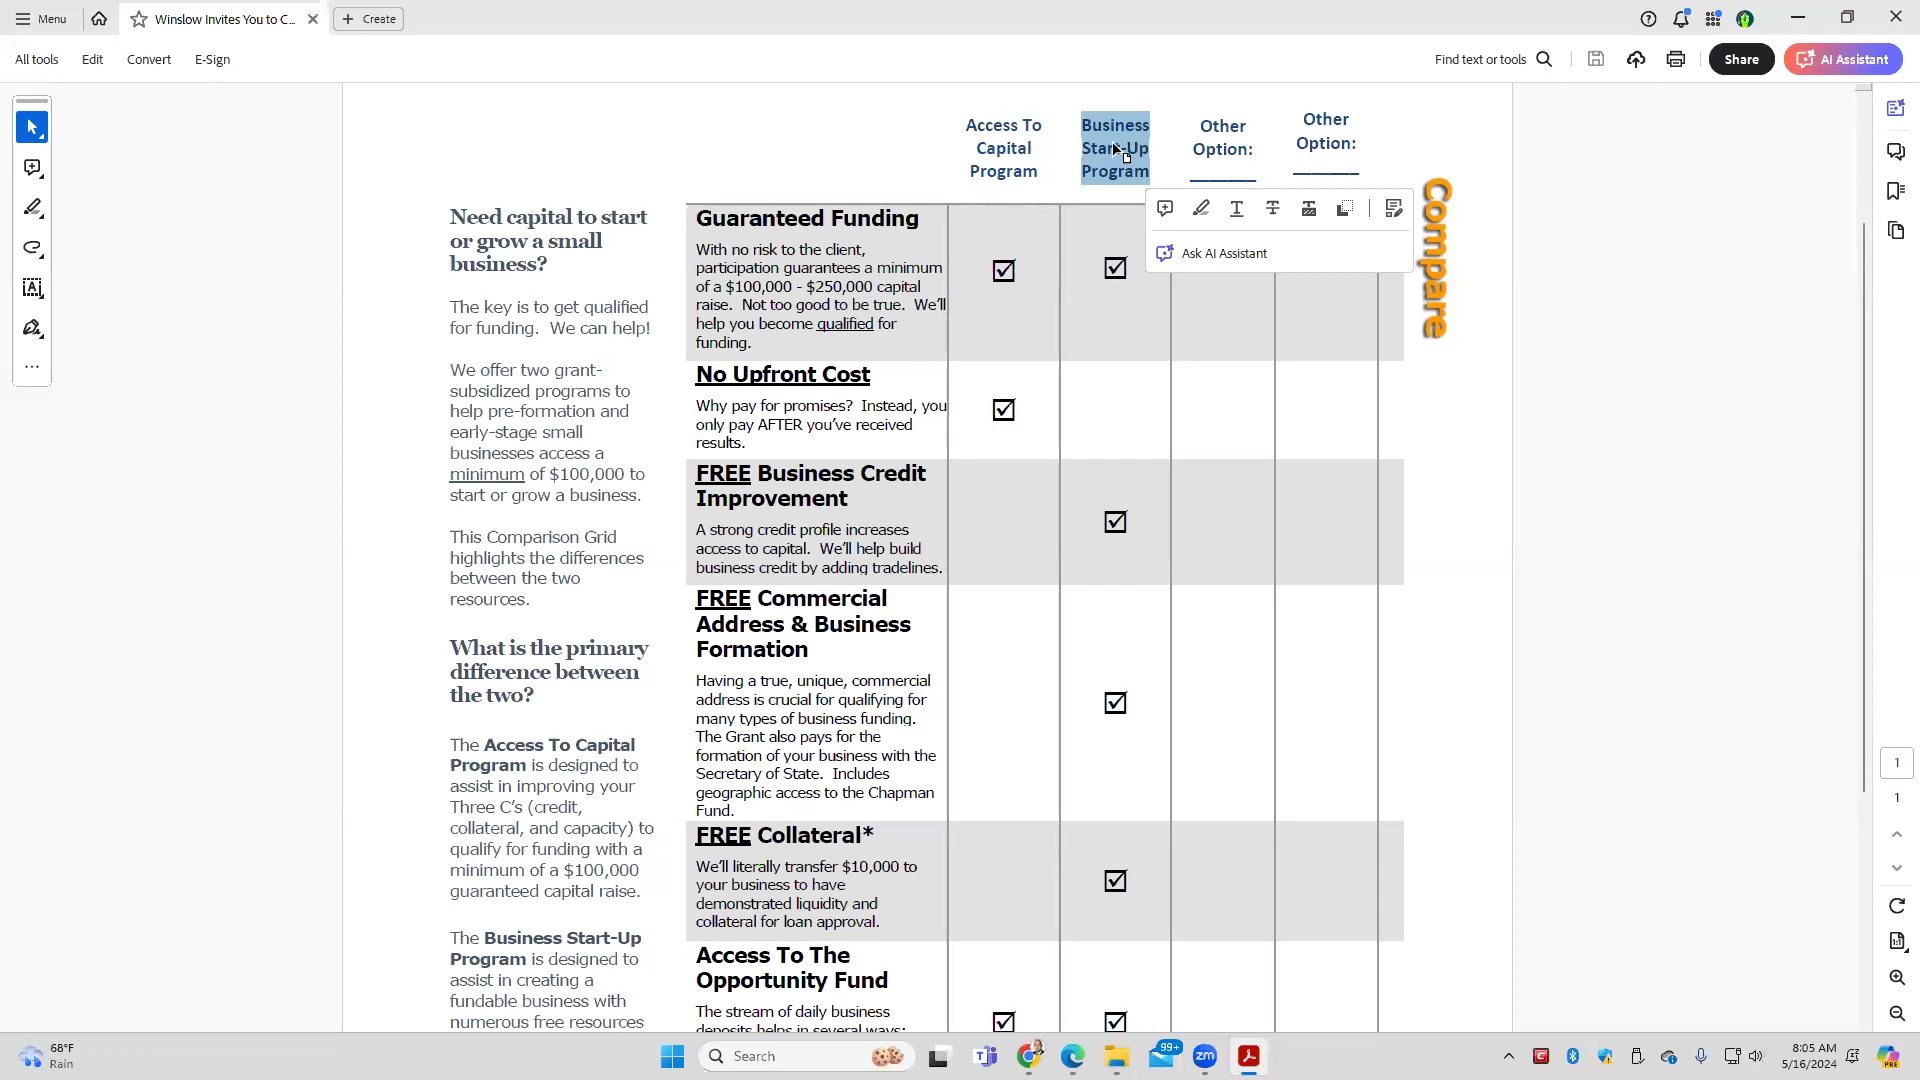 Menu
Winslow Invites You to C...
Create
All tools
Edit
Convert
E-Sign
Find text or tools
Share
AI Assistant
Access To
Capital
Program
Business
Start-Up
Program
Other
Option:
________
Other
Option:
________
Compare
Ask AI Assistant
Need capital to start
or grow a small
business?
The key is to get qualified
for funding.  We can help!
We offer two grant-
subsidized programs to
help pre-formation and
early-stage small
businesses access a
minimum of $100,000 to
start or grow a business.
This Comparison Grid
highlights the differences
between the two
resources.
What is the primary
difference between
the two?
The Access To Capital
Program is designed to
assist in improving your
Three C's (credit,
collateral, and capacity) to
qualify for funding with a
minimum of a $100,000
guaranteed capital raise.
The Business Start-Up
Program is designed to
assist in creating a
fundable business with
numerous free resources
Guaranteed Funding
With no risk to the client,
participation guarantees a minimum
of a $100,000 - $250,000 capital
raise.  Not too good to be true.  We'll
help you become qualified for
funding.
No Upfront Cost
Why pay for promises?  Instead, you
only pay AFTER you've received
results.
FREE Business Credit
Improvement
A strong credit profile increases
access to capital.  We'll help build
business credit by adding tradelines.
FREE Commercial
Address & Business
Formation
Having a true, unique, commercial
address is crucial for qualifying for
many types of business funding.
The Grant also pays for the
formation of your business with the
Secretary of State.  Includes
geographic access to the Chapman
Fund.
FREE Collateral*
We'll literally transfer $10,000 to
your business to have
demonstrated liquidity and
collateral for loan approval.
Access To The
Opportunity Fund
The stream of daily business
deposits helps in several ways:
1
1
68°F
Rain
Search
99+
zm
8:05 AM
5/16/2024
PRE